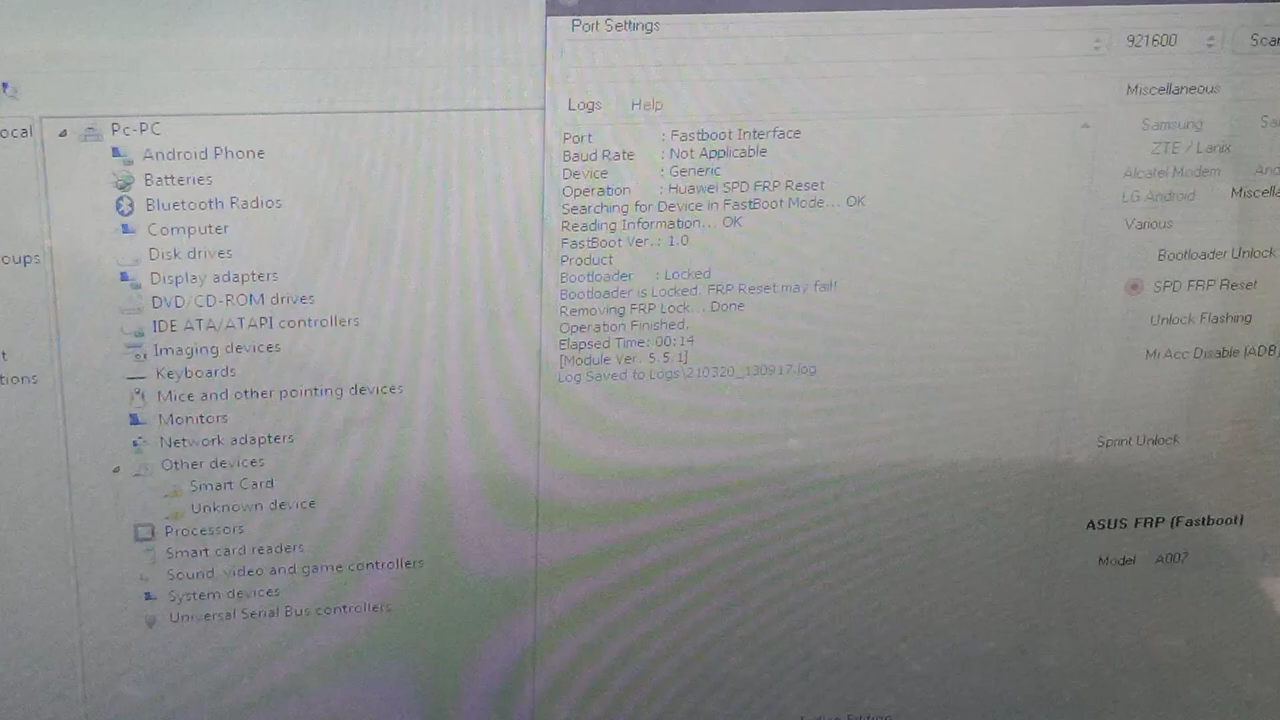 Port Settings
921600
Scan
Logs
Help
Miscellaneous
Samsung
ZTE / Lanix
Alcatel Modem
LG Android
Miscella
Various
Bootloader Unlock
SPD FRP Reset
Unlock Flashing
Mi Acc Disable (ADB)
Sprint Unlock
ASUS FRP (Fastboot)
Model A007
ocal
oups
t
tions
Pc-PC
Android Phone
Batteries
Bluetooth Radios
Computer
Disk drives
Display adapters
DVD/CD-ROM drives
IDE ATA/ATAPI controllers
Imaging devices
Keyboards
Mice and other pointing devices
Monitors
Network adapters
Other devices
Smart Card
Unknown device
Processors
Smart card readers
Sound, video and game controllers
System devices
Universal Serial Bus controllers
Port : Fastboot Interface
Baud Rate : Not Applicable
Device : Generic
Operation : Huawei SPD FRP Reset
Searching for Device in FastBoot Mode... OK
Reading Information... OK
FastBoot Ver.: 1.0
Product
Bootloader : Locked
Bootloader is Locked. FRP Reset may fail!
Removing FRP Lock... Done
Operation Finished.
Elapsed Time: 00:14
[Module Ver. 5.5.1]
Log Saved to Logs\210320_130917.log